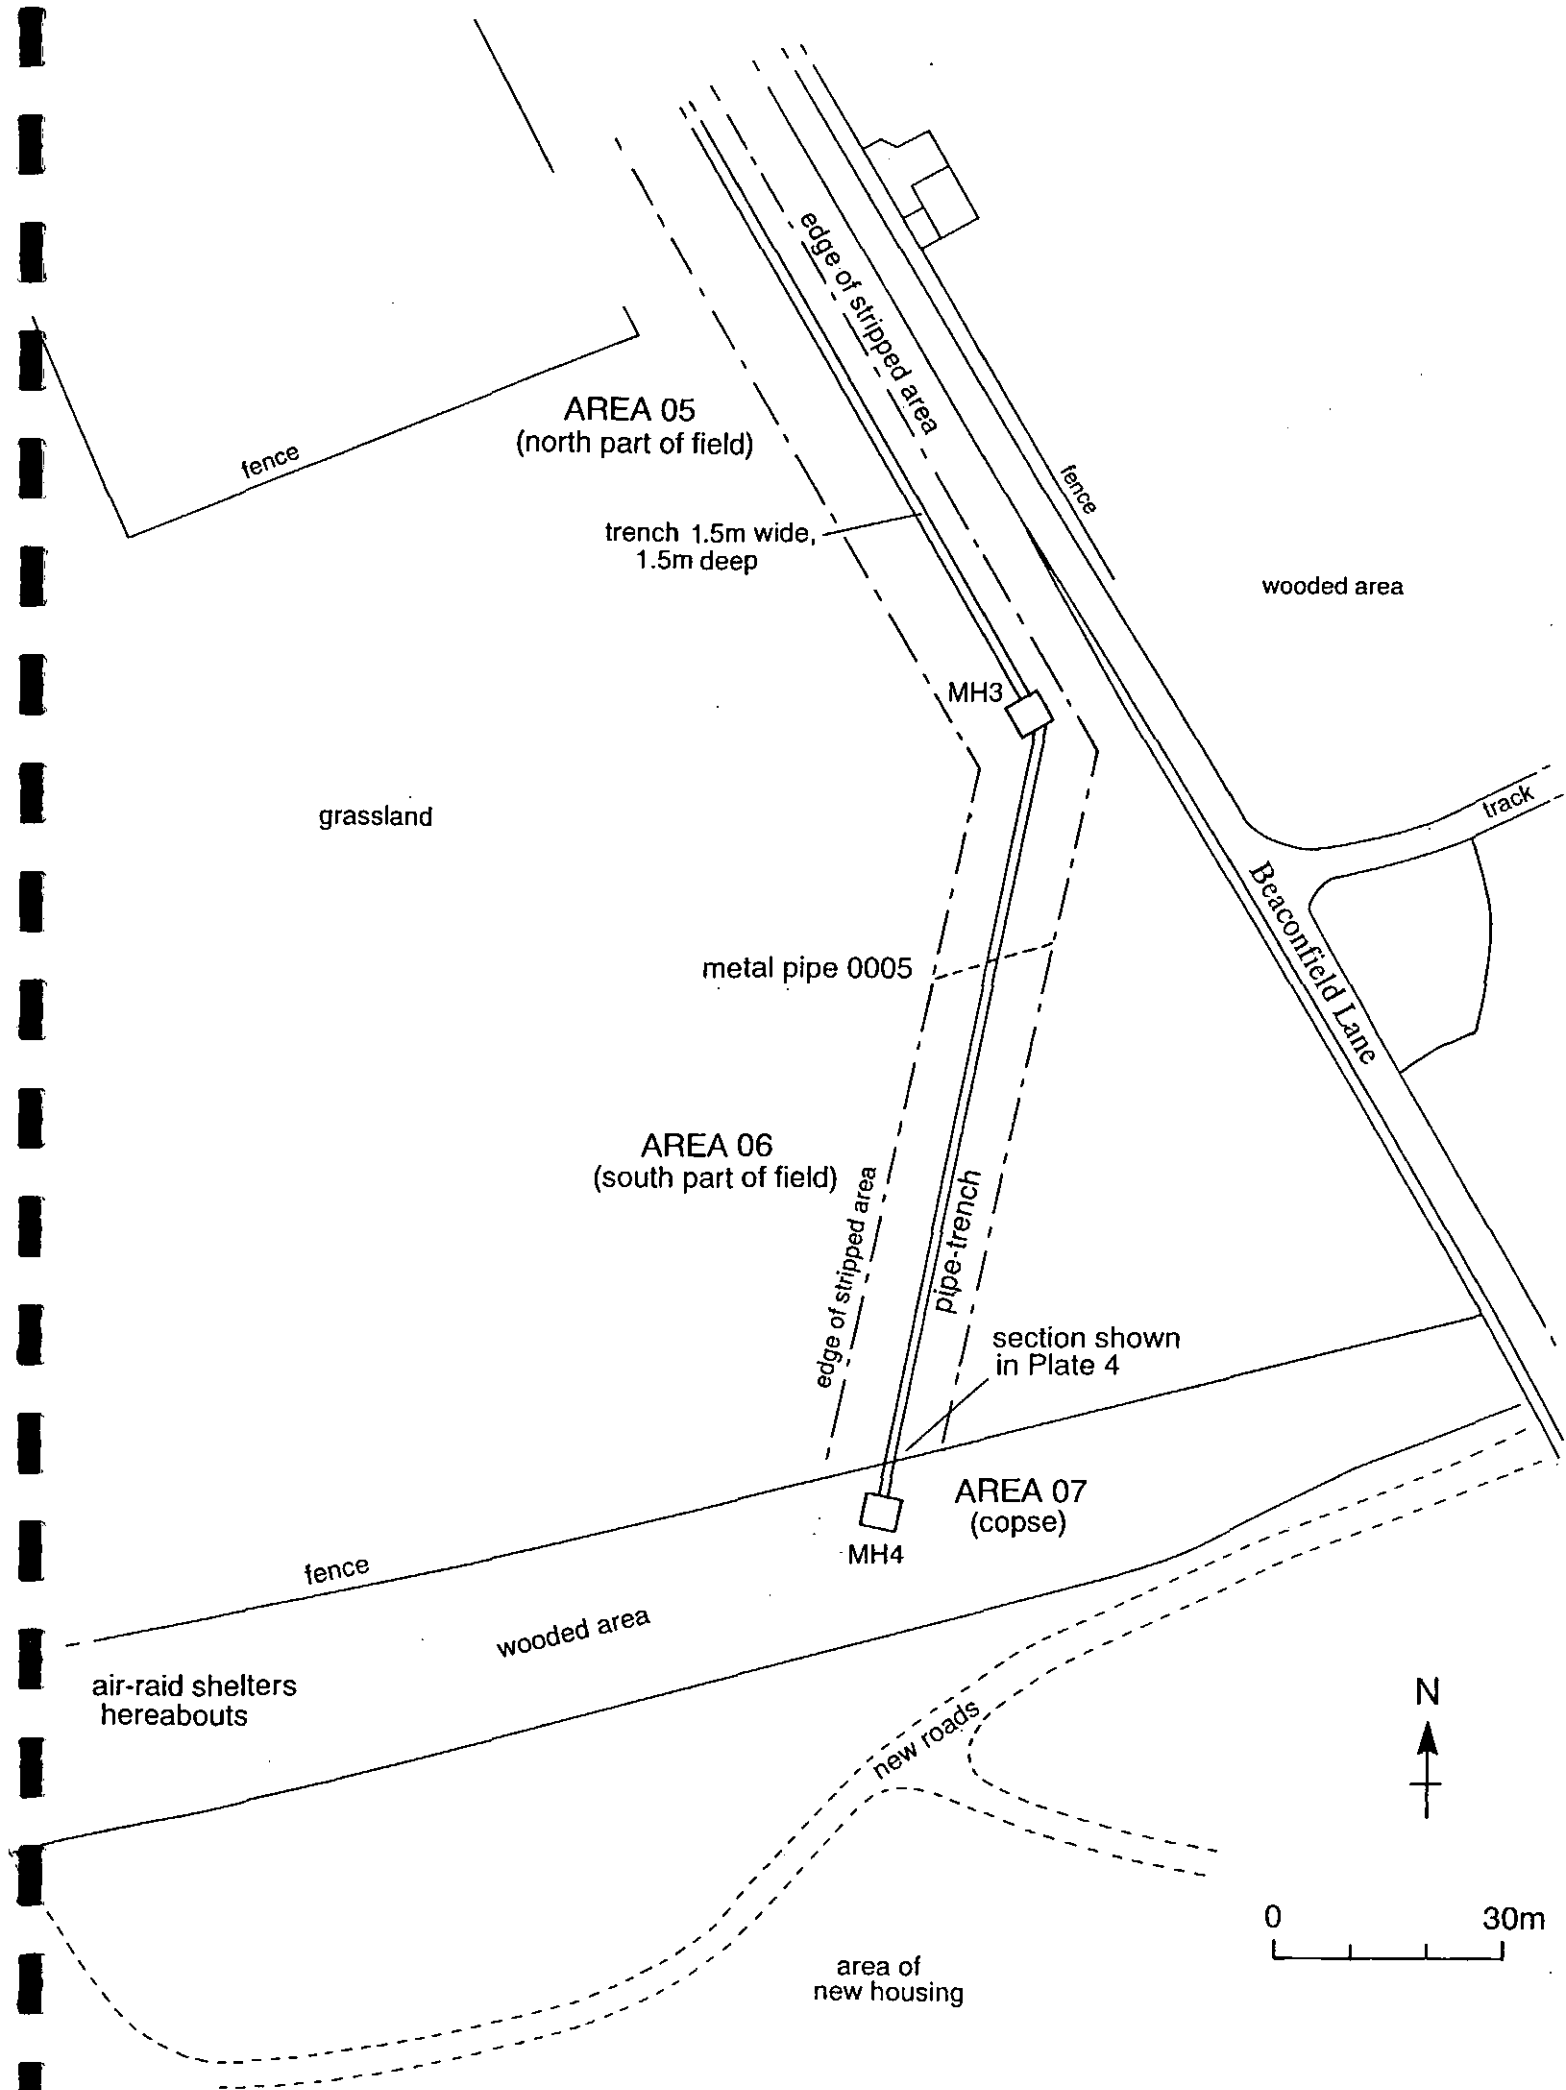 edge of stripped area
AREA 05
(north part of field)
fence
fence
trench 1.5m wide,
1.5m deep
wooded area
MH3
track
grassland
Beaconfield Lane
metal pipe 0005
AREA 06
(south part of field)
edge of stripped area
pipe-trench
section shown
in Plate 4
AREA 07
(copse)
MH4
fence
wooded area
air-raid shelters
hereabouts
N
new roads
0 30m
area of
new housing